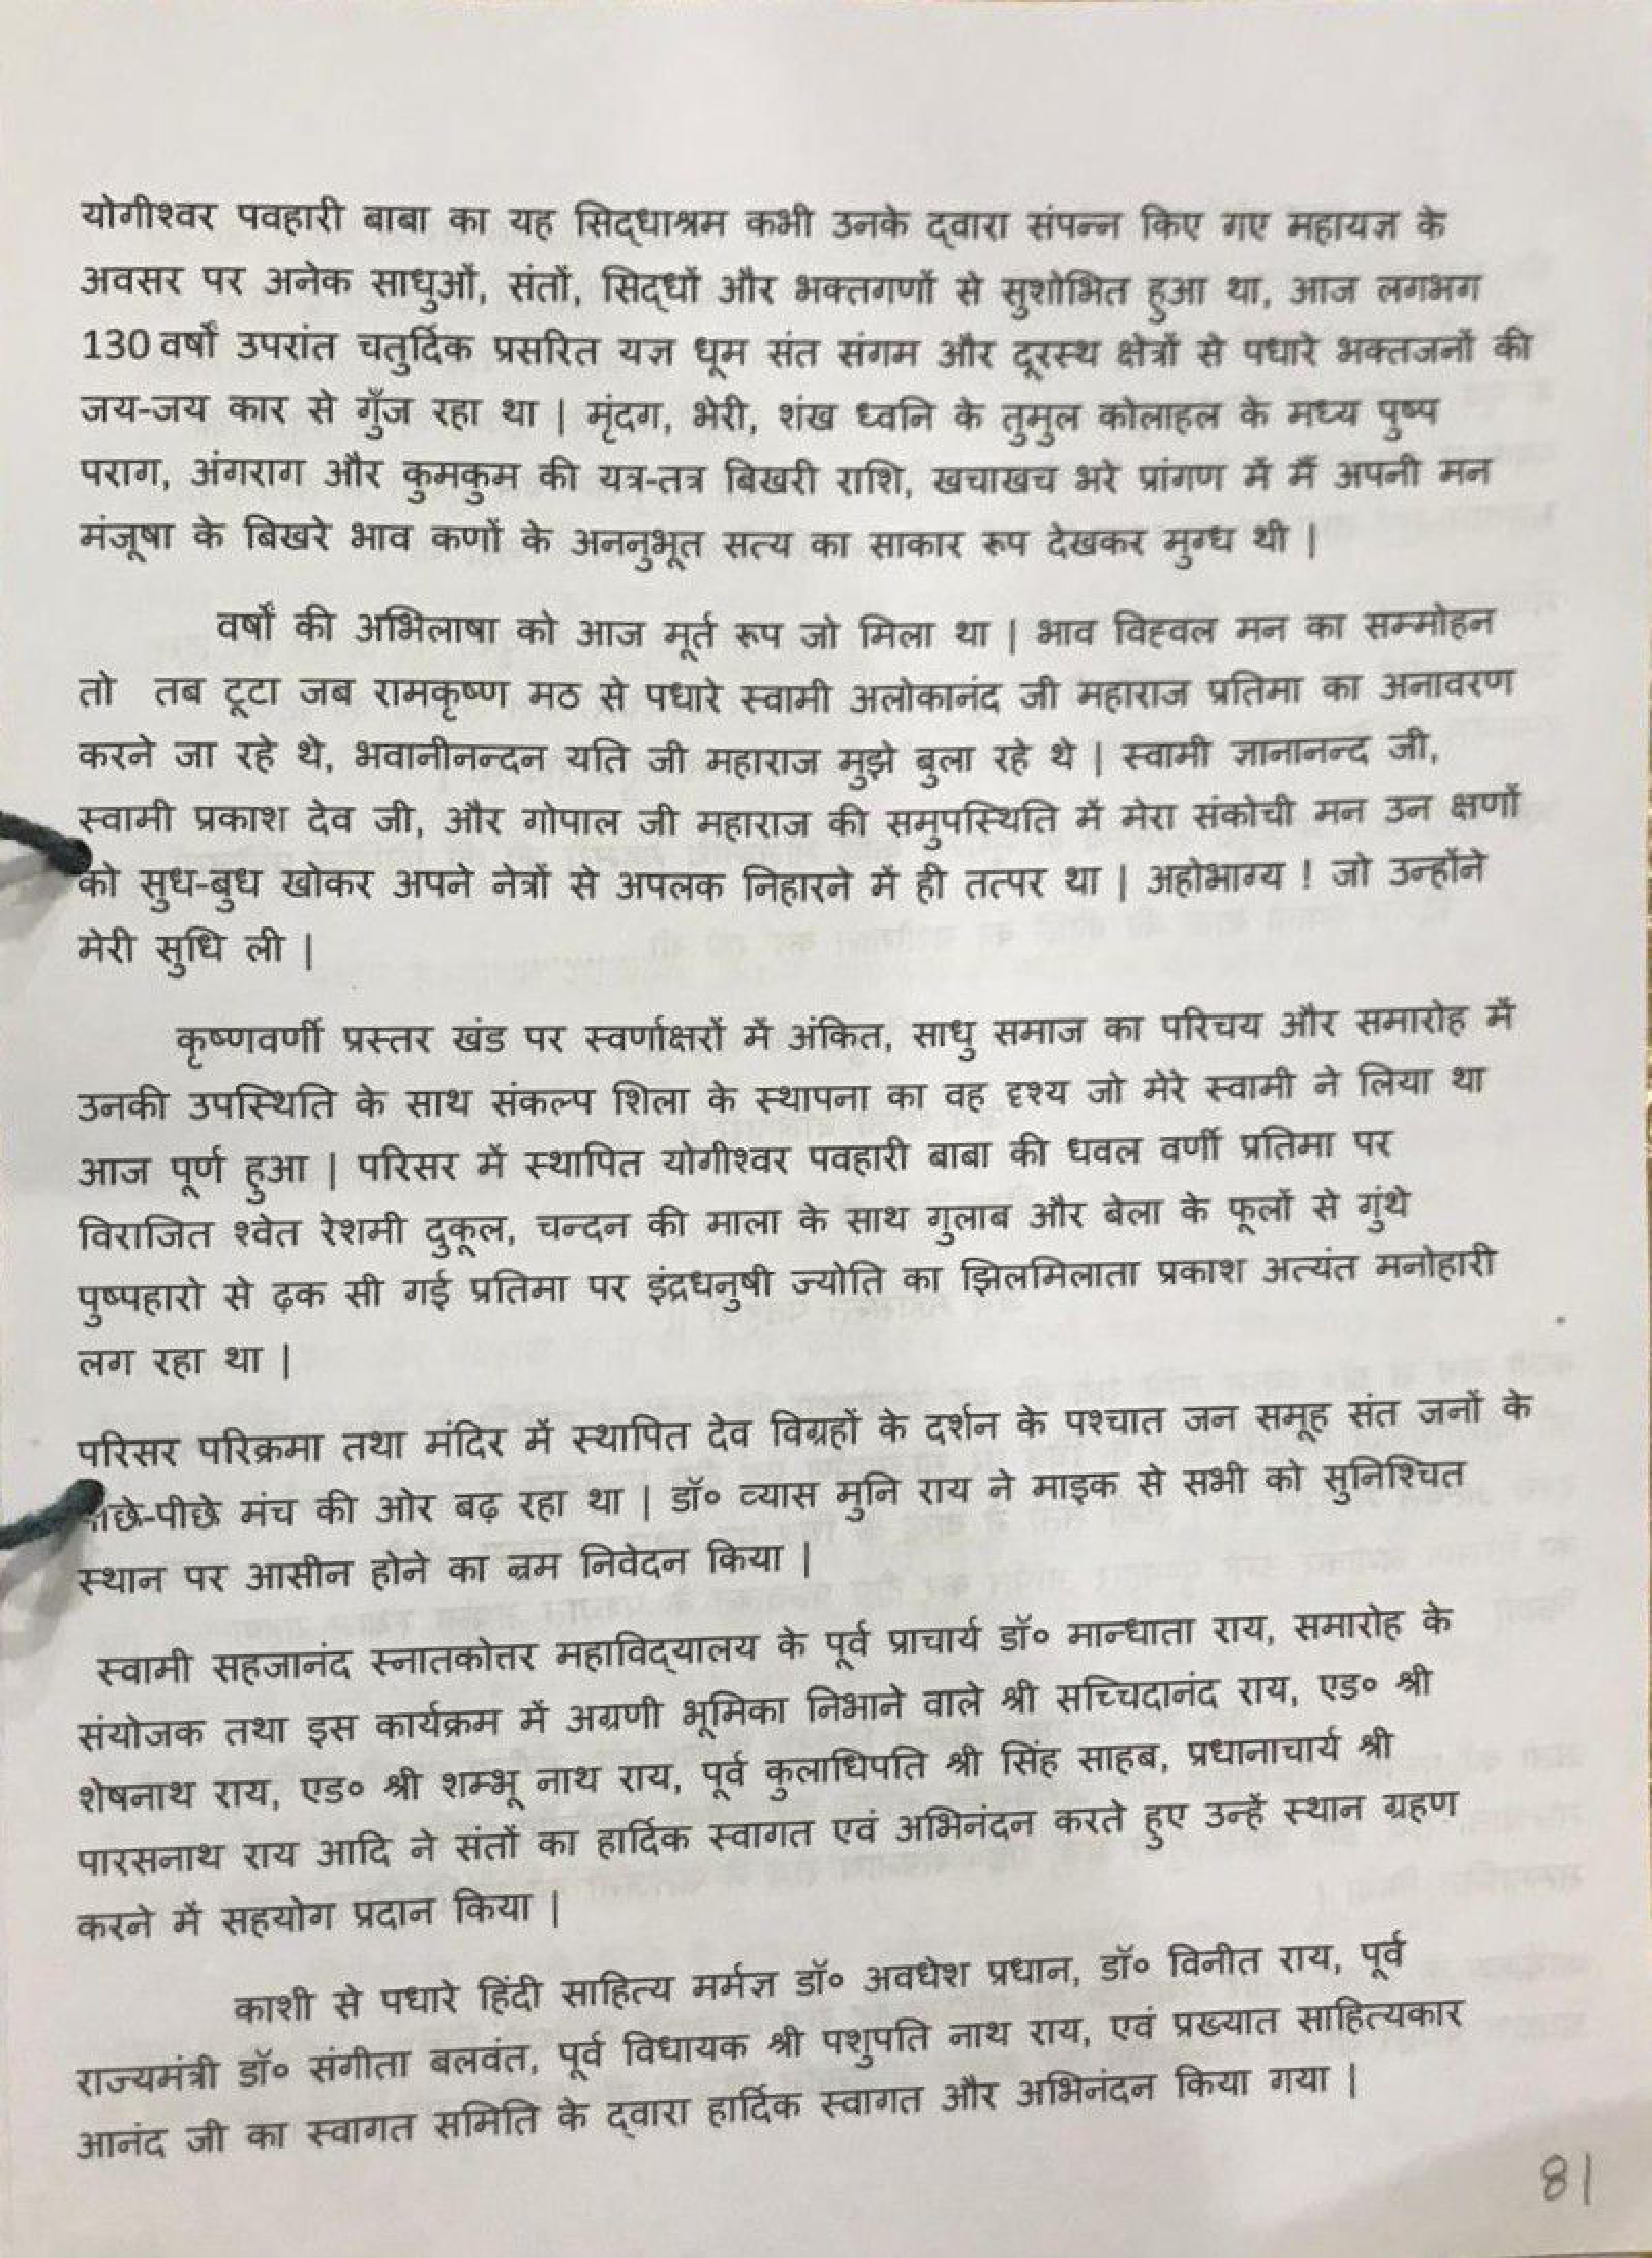 योगीश्वर पवहारी बाबा का यह सिद्धाश्रम कभी उनके द्वारा संपन्न किए गए महायज्ञ के
अवसर पर अनेक साधुओं, संतों, सिद्धों और भक्तगणों से सुशोभित हुआ था, आज लगभग
130 वर्षों उपरांत चतुर्दिक प्रसरित यज्ञ धूम संत संगम और दूरस्थ क्षेत्रों से पधारे भक्तजनों की
जय-जय कार से गुँज रहा था | मृंदग, भेरी, शंख ध्वनि के तुमुल कोलाहल के मध्य पुष्प
पराग, अंगराग और कुमकुम की यत्र-तत्र बिखरी राशि, खचाखच भरे प्रांगण में मैं अपनी मन
मंजूषा के बिखरे भाव कणों के अननुभूत सत्य का साकार रूप देखकर मुग्ध थी |
वर्षों की अभिलाषा को आज मूर्त रूप जो मिला था | भाव विह्वल मन का सम्मोहन
तो तब टूटा जब रामकृष्ण मठ से पधारे स्वामी अलोकानंद जी महाराज प्रतिमा का अनावरण
करने जा रहे थे, भवानीनन्दन यति जी महाराज मुझे बुला रहे थे | स्वामी ज्ञानानन्द जी,
स्वामी प्रकाश देव जी, और गोपाल जी महाराज की समुपस्थिति में मेरा संकोची मन उन क्षणों
को सुध-बुध खोकर अपने नेत्रों से अपलक निहारने में ही तत्पर था | अहोभाग्य ! जो उन्होंने
मेरी सुधि ली |
कृष्णवर्णी प्रस्तर खंड पर स्वर्णाक्षरों में अंकित, साधु समाज का परिचय और समारोह में
उनकी उपस्थिति के साथ संकल्प शिला के स्थापना का वह दृश्य जो मेरे स्वामी ने लिया था
आज पूर्ण हुआ | परिसर में स्थापित योगीश्वर पवहारी बाबा की धवल वर्णी प्रतिमा पर
विराजित श्वेत रेशमी दुकूल, चन्दन की माला के साथ गुलाब और बेला के फूलों से गुंथे
पुष्पहारो से ढ़क सी गई प्रतिमा पर इंद्रधनुषी ज्योति का झिलमिलाता प्रकाश अत्यंत मनोहारी
लग रहा था |
परिसर परिक्रमा तथा मंदिर में स्थापित देव विग्रहों के दर्शन के पश्चात जन समूह संत जनों के
पीछे-पीछे मंच की ओर बढ़ रहा था | डॉ० व्यास मुनि राय ने माइक से सभी को सुनिश्चित
स्थान पर आसीन होने का न्रम निवेदन किया |
स्वामी सहजानंद स्नातकोत्तर महाविद्यालय के पूर्व प्राचार्य डॉ० मान्धाता राय, समारोह के
संयोजक तथा इस कार्यक्रम में अग्रणी भूमिका निभाने वाले श्री सच्चिदानंद राय, एड० श्री
शेषनाथ राय, एड० श्री शम्भू नाथ राय, पूर्व कुलाधिपति श्री सिंह साहब, प्रधानाचार्य श्री
पारसनाथ राय आदि ने संतों का हार्दिक स्वागत एवं अभिनंदन करते हुए उन्हें स्थान ग्रहण
करने में सहयोग प्रदान किया |
काशी से पधारे हिंदी साहित्य मर्मज्ञ डॉ० अवधेश प्रधान, डॉ० विनीत राय, पूर्व
राज्यमंत्री डॉ० संगीता बलवंत, पूर्व विधायक श्री पशुपति नाथ राय, एवं प्रख्यात साहित्यकार
आनंद जी का स्वागत समिति के द्वारा हार्दिक स्वागत और अभिनंदन किया गया |
81